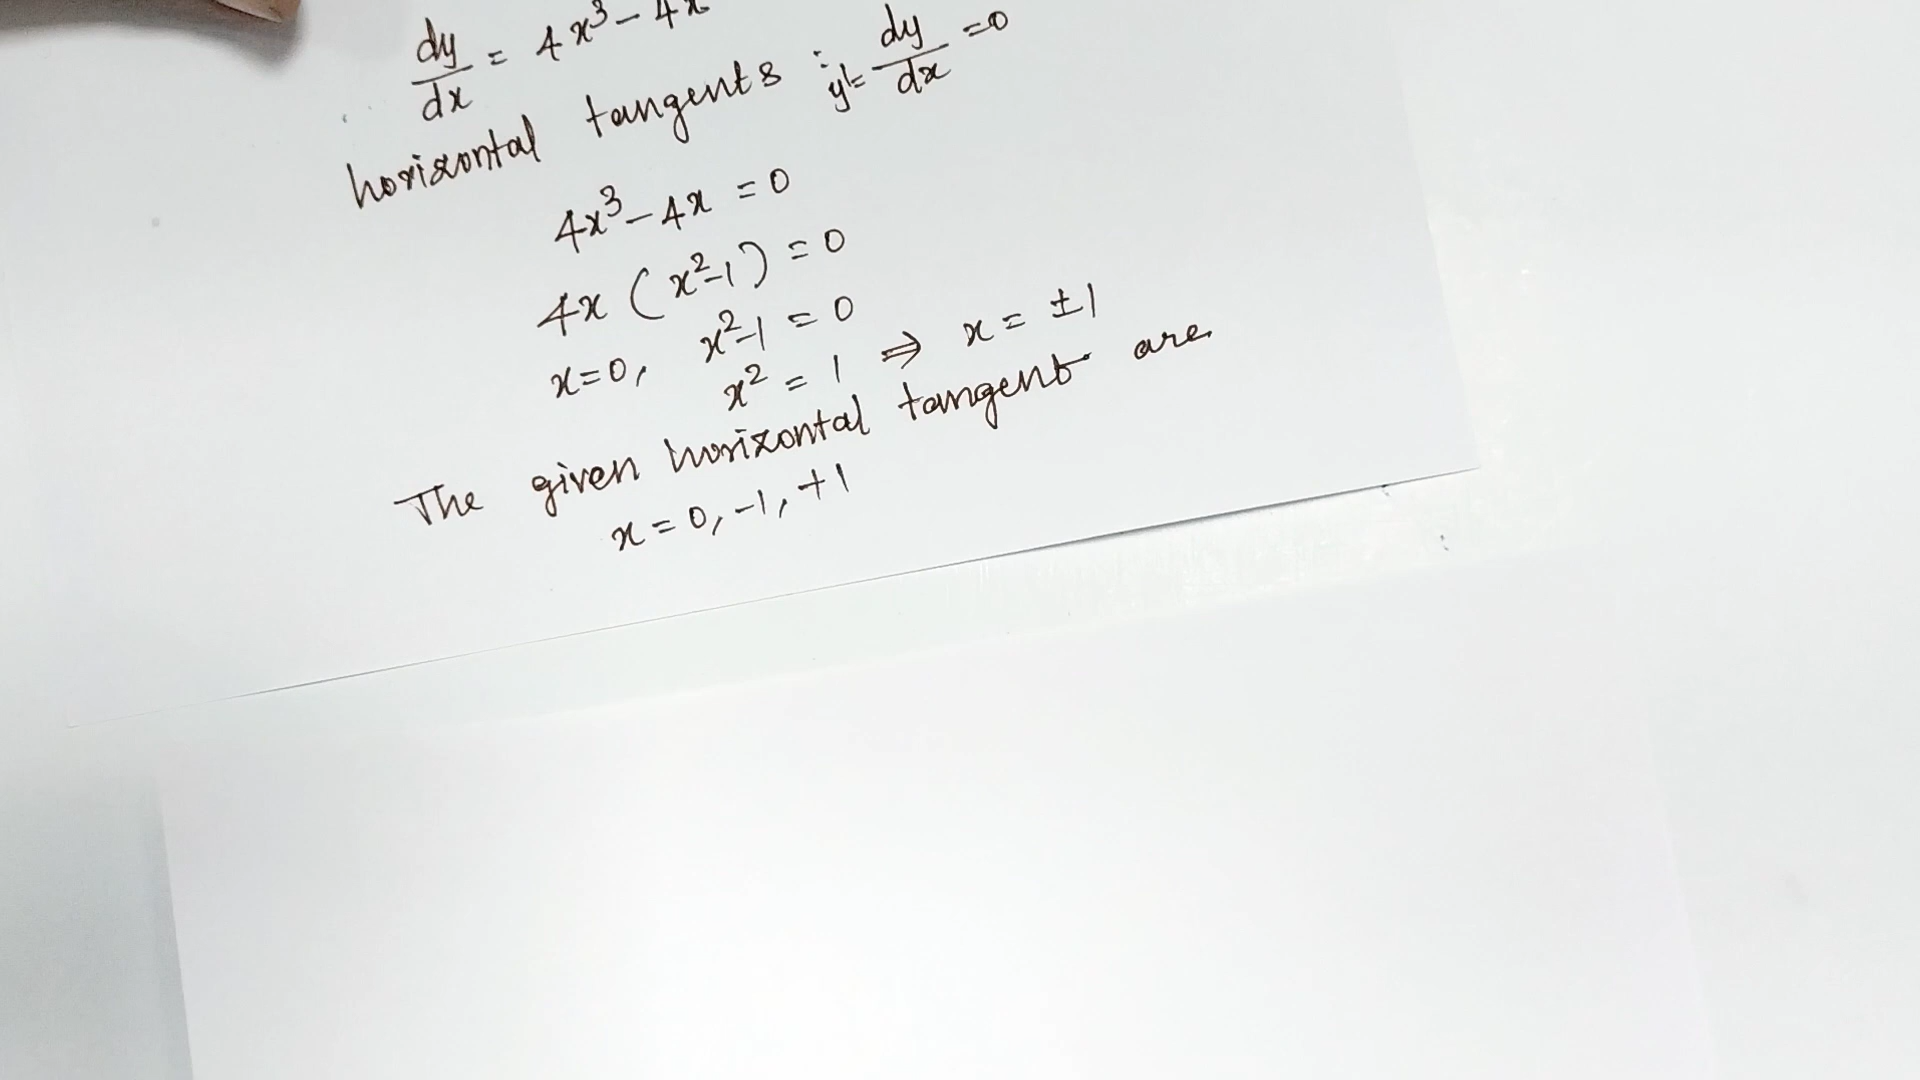 dy/dx = 4x³ - 4x
horizontal tangents : y' = dy/dx = 0
4x³ - 4x = 0
4x (x²-1) = 0
x=0, x²-1 = 0
x² = 1 ⇒ x = ±1
The given horizontal tangent are
x = 0, -1, +1